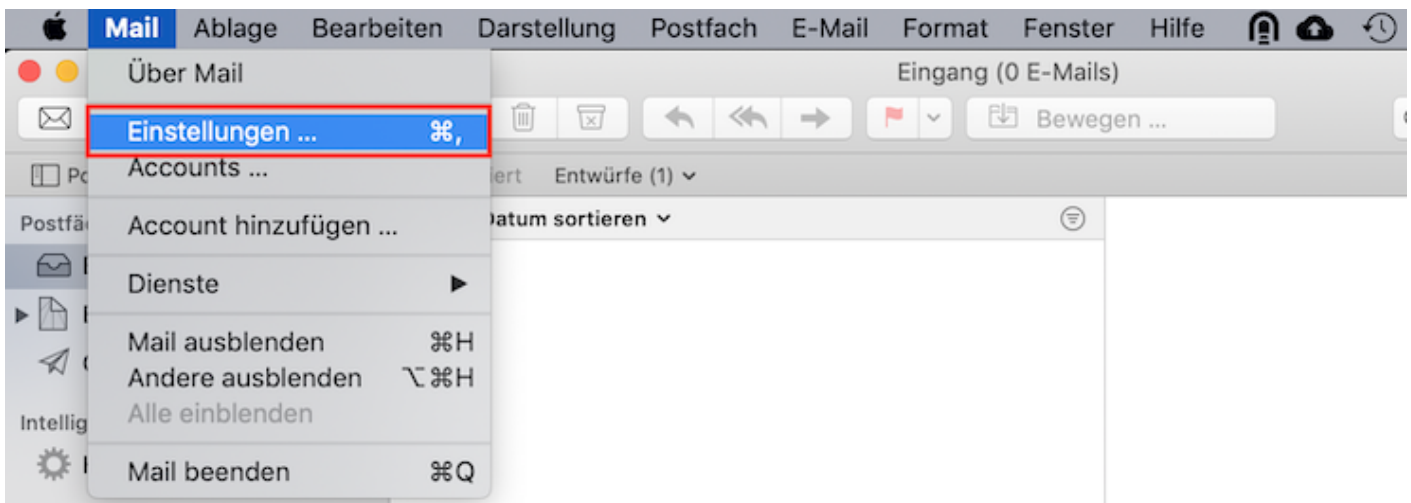 Mail Ablage Bearbeiten Darstellung Postfach E-Mail Format Fenster Hilfe
Über Mail
Eingang (0 E-Mails)
Einstellungen ... ⌘,
Bewegen ...
Accounts ...
Entwürfe (1)
Account hinzufügen ...
Datum sortieren
Dienste
Mail ausblenden ⌘H
Andere ausblenden ⌥⌘H
Alle einblenden
Mail beenden ⌘Q